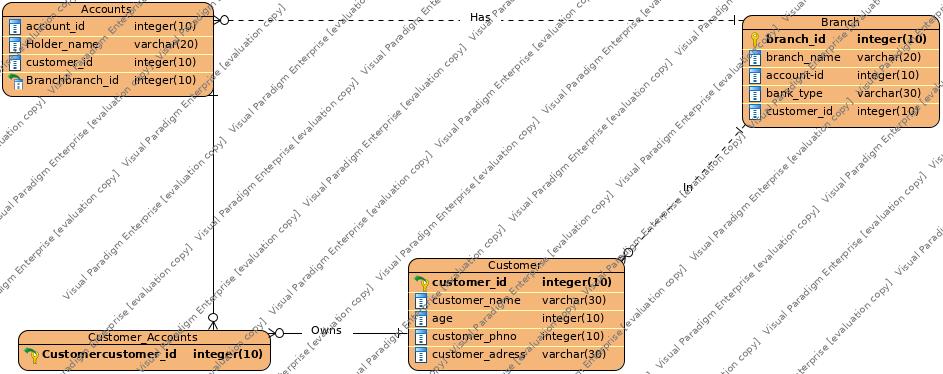 Accounts
account_id integer(10)
Holder_name varchar(20)
customer_id integer(10)
Branchbranch_id integer(10)
Has
Branch
branch_id integer(10)
branch_name varchar(20)
account-id integer(10)
bank_type varchar(30)
customer_id integer(10)
In
Customer
customer_id integer(10)
customer_name varchar(30)
age integer(10)
customer_phno integer(10)
customer_adress varchar(30)
Owns
Customer_Accounts
Customercustomer_id integer(10)
Visual Paradigm Enterprise [evaluation copy]